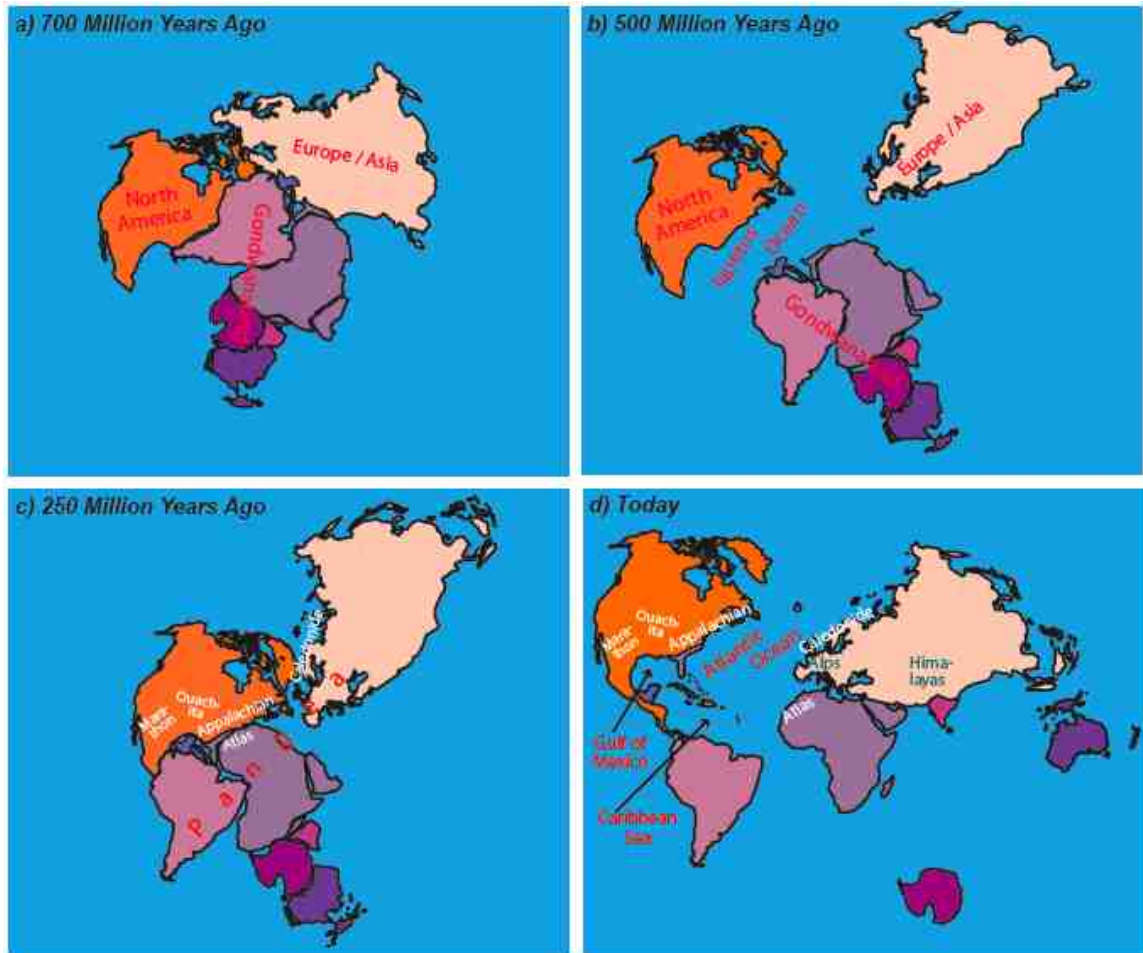 a) 700 Million Years Ago
Europe / Asia
North
America
Gondwana
b) 500 Million Years Ago
Europe / Asia
North
America
Iapetus
Ocean
Gondwana
c) 250 Million Years Ago
Caledonids
Ouach-
ita
Mara-
thon
Appalachian
Atlas
P a n g e a
d) Today
Ouach-
ita
Mara-
thon
Appalachian
Atlantic
Ocean
Caledonide
Alps
Hima-
layas
Atlas
Gulf of
Mexico
Caribbean
Sea